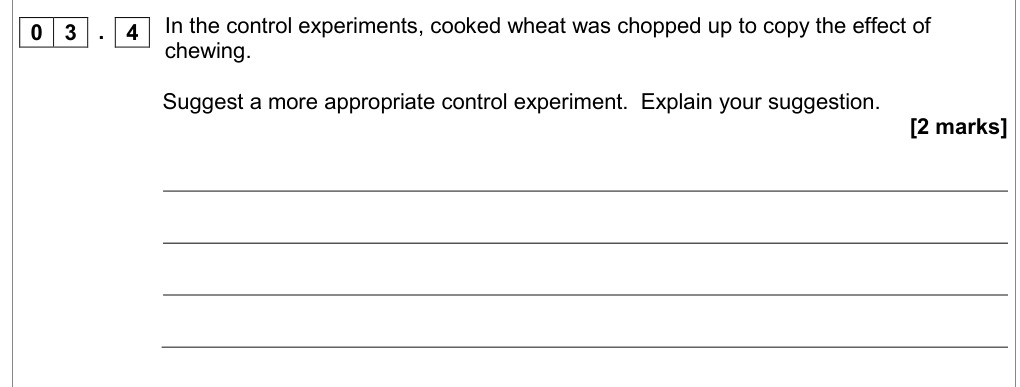 0 3 . 4 In the control experiments, cooked wheat was chopped up to copy the effect of
chewing.
Suggest a more appropriate control experiment. Explain your suggestion.
[2 marks]